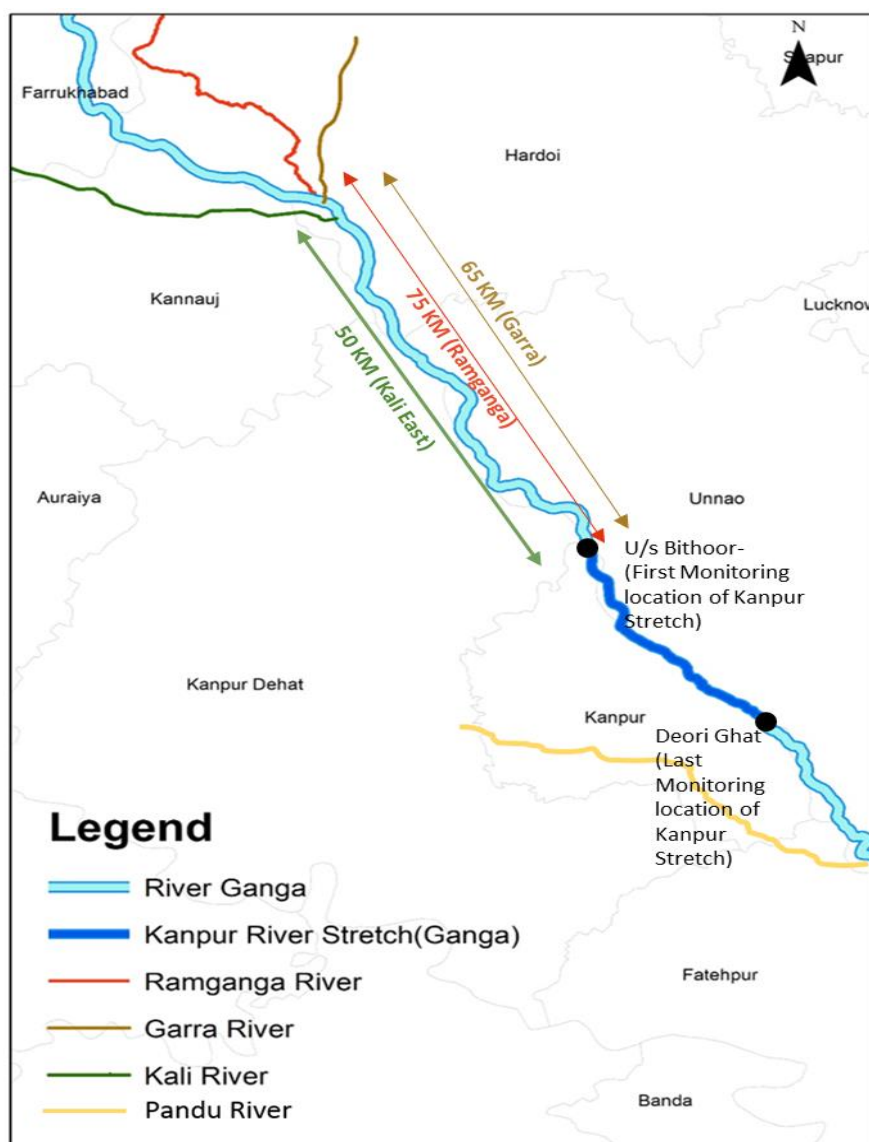 N
Farrukhabad
Hardoi
Kannauj
Lucknow
65 KM (Garra)
75 KM (Ramganga)
50 KM (Kali East)
Auraiya
Unnao
U/s Bithoor-
(First Monitoring
location of Kanpur
Stretch)
Kanpur Dehat
Kanpur
Deori Ghat
(Last
Monitoring
location of
Kanpur
Stretch)
Legend
River Ganga
Kanpur River Stretch(Ganga)
Ramganga River
Garra River
Kali River
Pandu River
Fatehpur
Banda